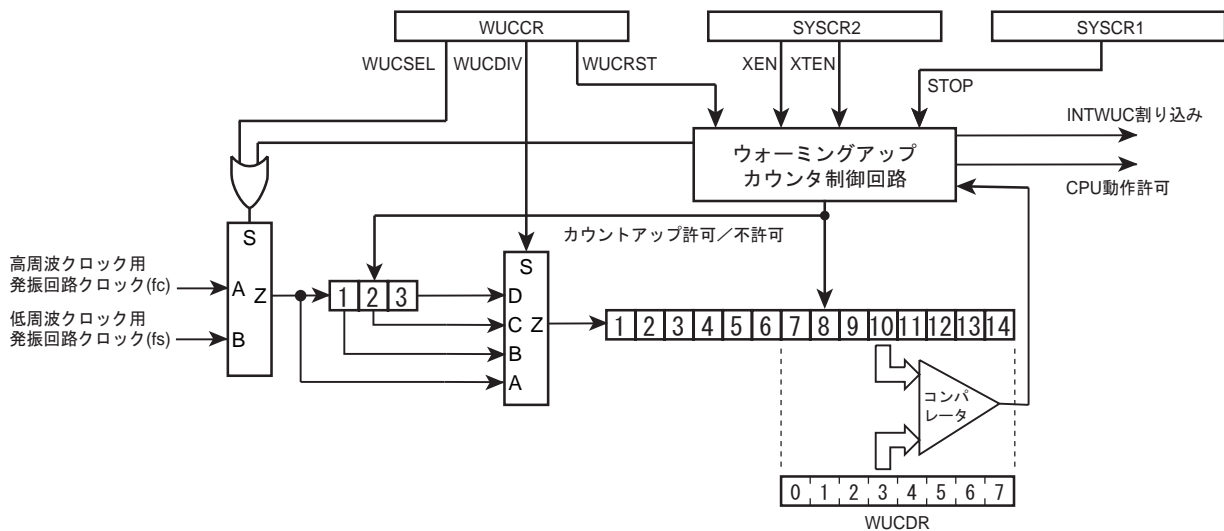 WUCCR
SYSCR2
SYSCR1
WUCSEL
WUCDIV
WUCRST
XEN
XTEN
STOP
INTWUC割り込み
ウォーミングアップ
カウンタ制御回路
CPU動作許可
S
カウントアップ許可/不許可
高周波クロック用
発振回路クロック(fc)
A
Z
B
低周波クロック用
発振回路クロック(fs)
1 2 3
S
D
C
Z
B
A
1 2 3 4 5 6 7 8 9 10 11 12 13 14
コンパ
レータ
0 1 2 3 4 5 6 7
WUCDR